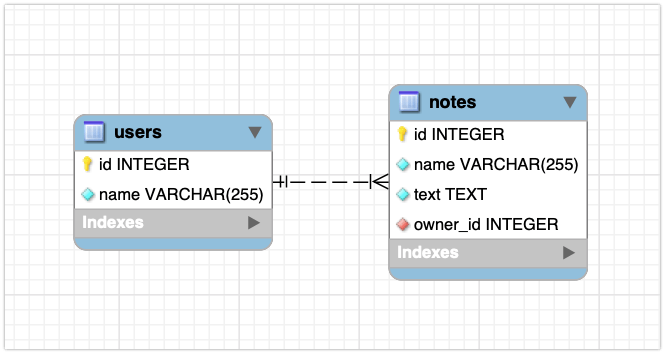 users
id INTEGER
name VARCHAR(255)
Indexes
notes
id INTEGER
name VARCHAR(255)
text TEXT
owner_id INTEGER
Indexes